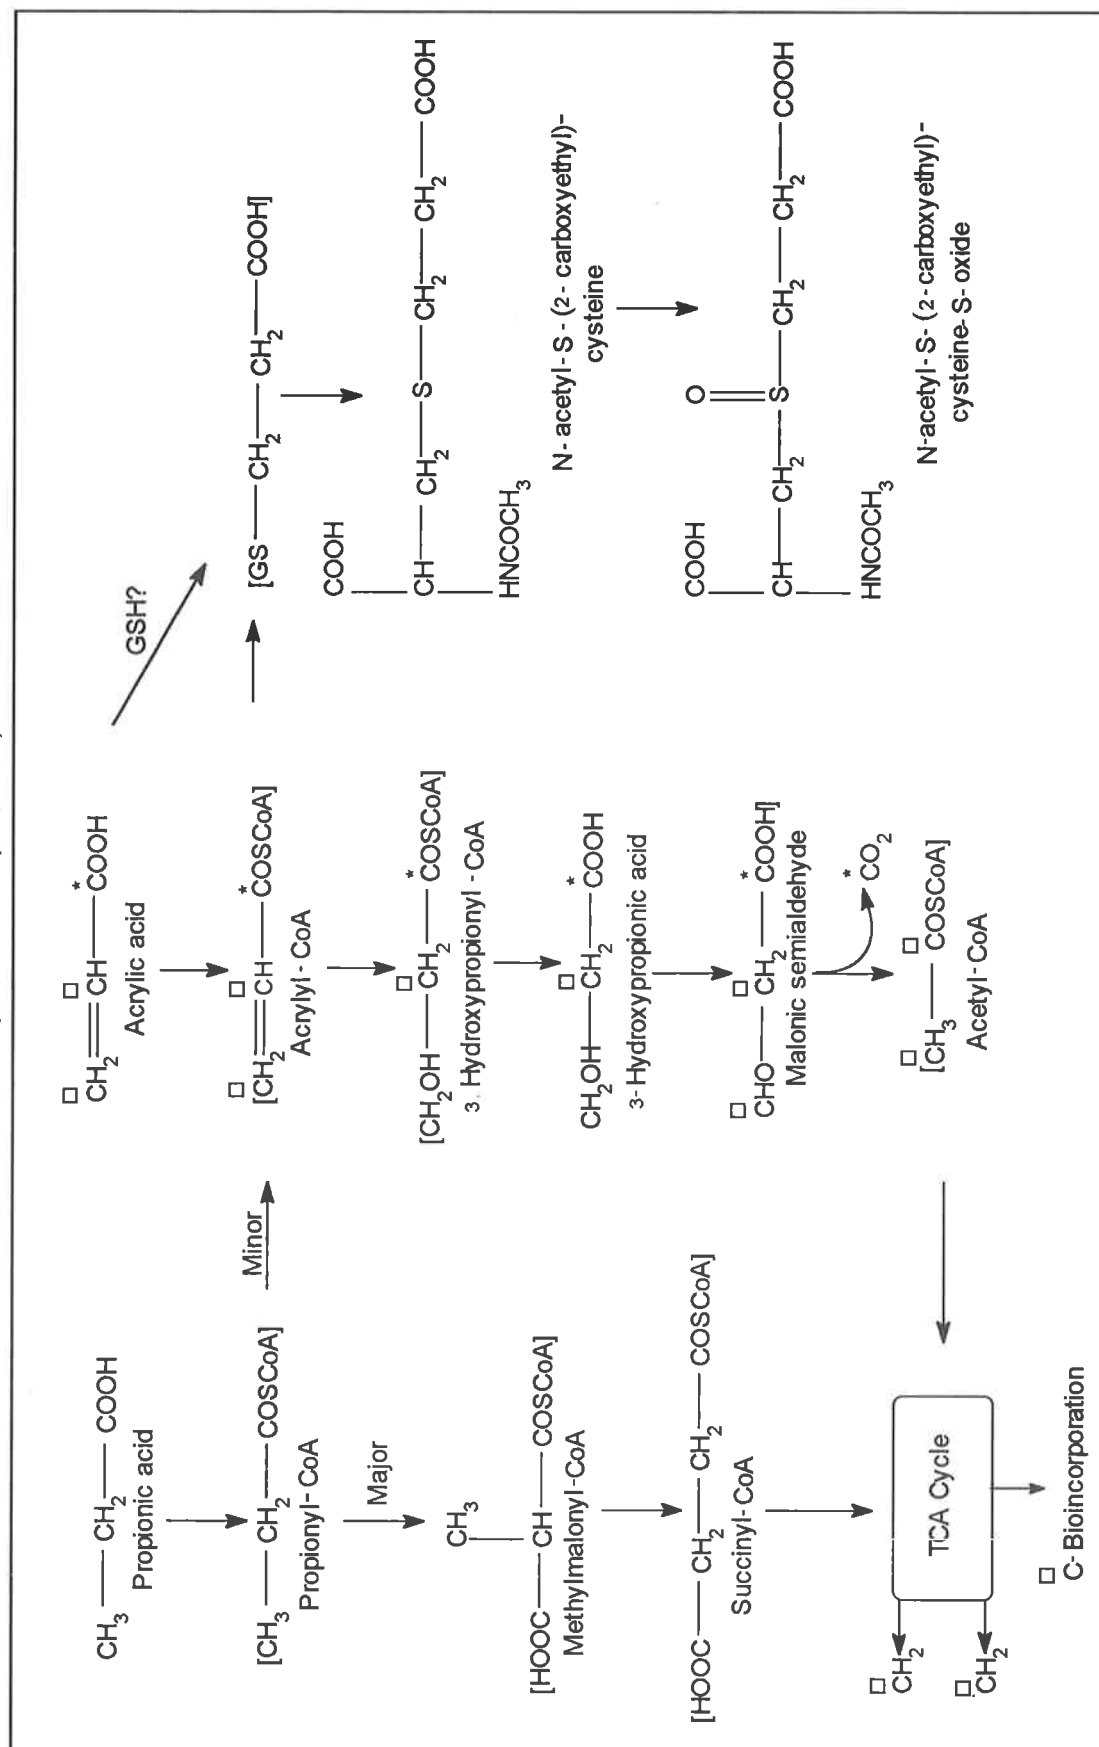 CH3—CH2—COOH
Propionic acid
[CH3—CH2—COSCoA]
Propionyl-CoA
Minor
Major
CH3
[HOOC—CH—COSCoA]
Methylmalonyl-CoA
[HOOC—CH2—CH2—COSCoA]
Succinyl-CoA
TCA Cycle
□
CH2
□
CH2
□ C-Bioincorporation
□ □ *
CH2=CH—COOH
Acrylic acid
□ □ *
[CH2=CH—COSCoA]
Acrylyl-CoA
□ *
[CH2OH—CH2—COSCoA]
3. Hydroxypropionyl-CoA
□ *
CH2OH—CH2—COOH
3-Hydroxypropionic acid
□ □ *
CHO—CH2—COOH]
Malonic semialdehyde
*
CO2
□ □
[CH3—COSCoA]
Acetyl-CoA
GSH?
[GS—CH2—CH2—COOH]
COOH
CH—CH2—S—CH2—CH2—COOH
HNCOCH3
N-acetyl-S-(2-carboxyethyl)-
cysteine
COOH
O
CH—CH2—S—CH2—CH2—COOH
HNCOCH3
N-acetyl-S-(2-carboxyethyl)-
cysteine-S-oxide